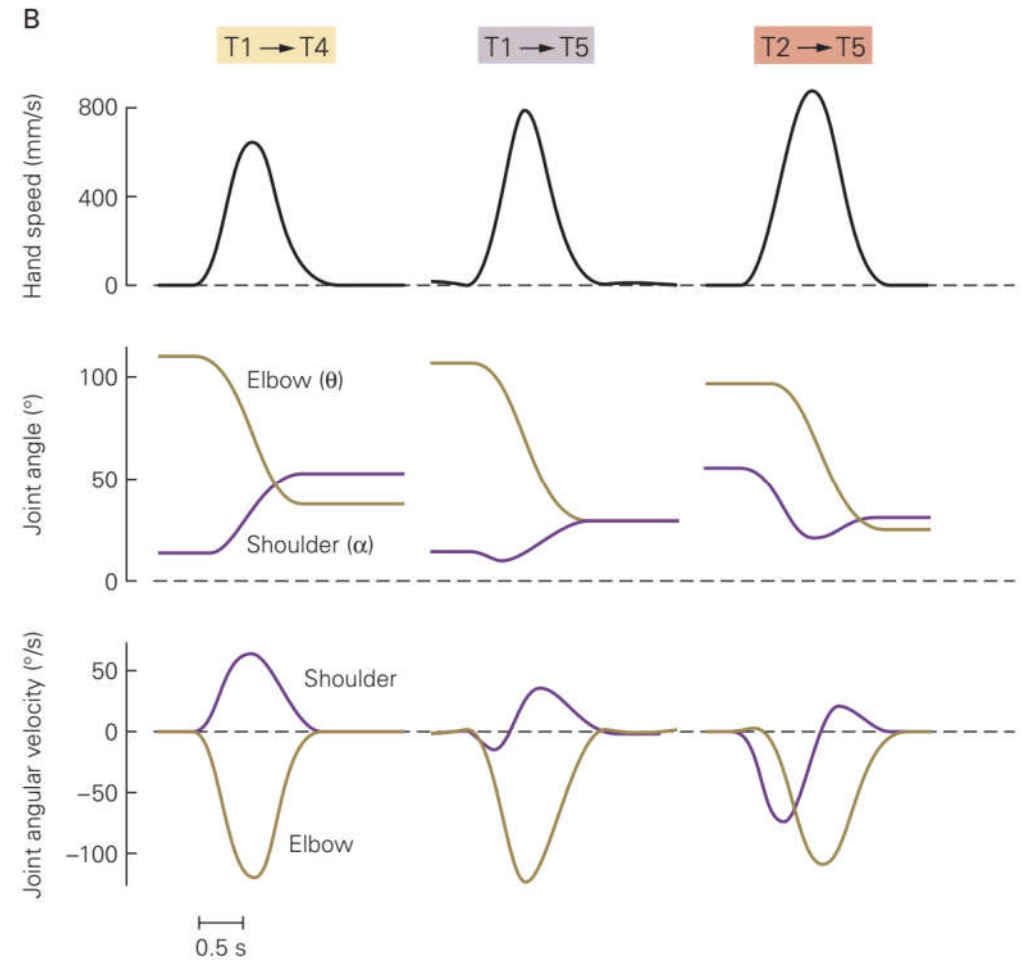 B
T1 → T4
T1 → T5
T2 → T5
Hand speed (mm/s)
800
400
0
Joint angle (°)
100
50
0
Elbow (θ)
Shoulder (α)
Joint angular velocity (°/s)
50
0
−50
−100
Shoulder
Elbow
0.5 s